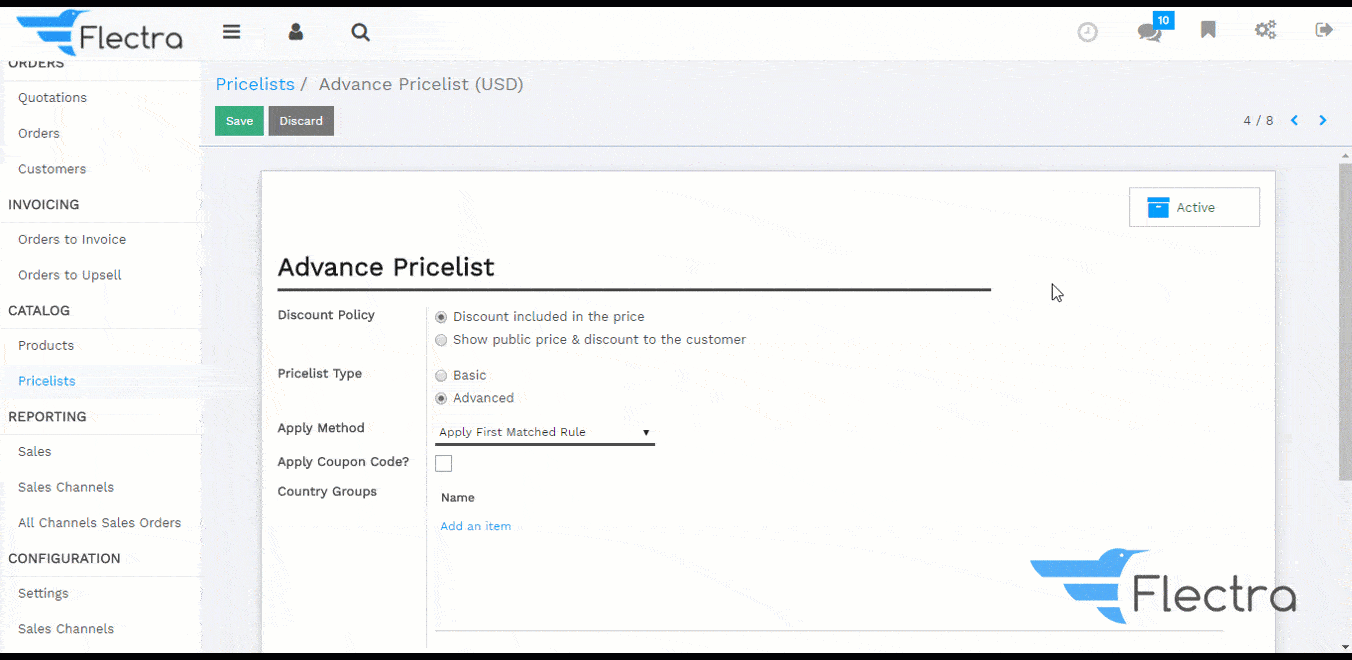 Flectra
10
ORDERS
Quotations
Orders
Customers
INVOICING
Orders to Invoice
Orders to Upsell
CATALOG
Products
Pricelists
REPORTING
Sales
Sales Channels
All Channels Sales Orders
CONFIGURATION
Settings
Sales Channels
Pricelists / Advance Pricelist (USD)
Save Discard
4 / 8
Active
Advance Pricelist
Discount Policy
Discount included in the price
Show public price & discount to the customer
Pricelist Type
Basic
Advanced
Apply Method
Apply First Matched Rule
Apply Coupon Code?
Country Groups
Name
Add an item
Flectra